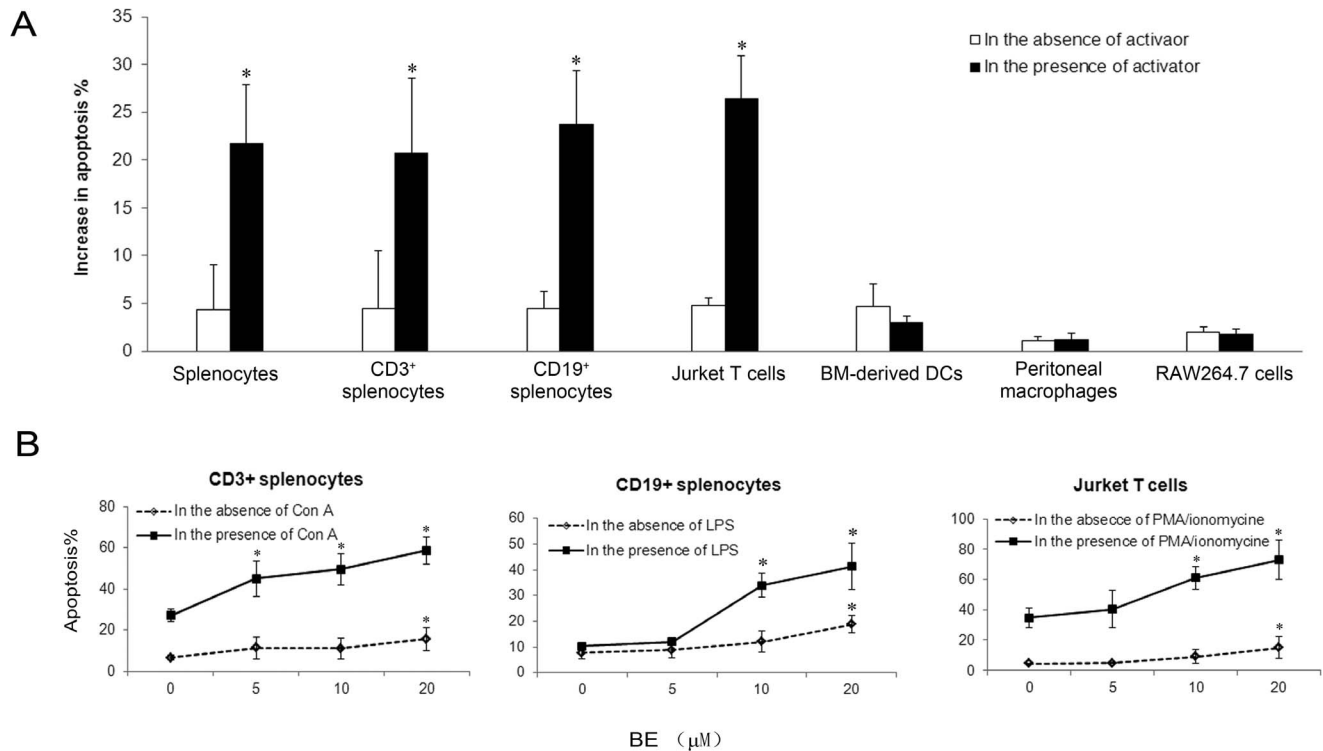 A
35
30
25
20
15
10
5
0
Increase in apoptosis %
* * * *
In the absence of activaor
In the presence of activator
Splenocytes
CD3+
splenocytes
CD19+
splenocytes
Jurket T cells
BM-derived DCs
Peritoneal
macrophages
RAW264.7 cells
B
Apoptosis%
CD3+ splenocytes
In the absence of Con A
In the presence of Con A
80
60
40
20
0
* * *
*
0 5 10 20
CD19+ splenocytes
In the absence of LPS
In the presence of LPS
60
50
40
30
20
10
0
* *
*
0 5 10 20
Jurket T cells
In the absecce of PMA/ionomycine
In the presence of PMA/ionomycine
100
80
60
40
20
0
* *
*
0 5 10 20
BE （μM）